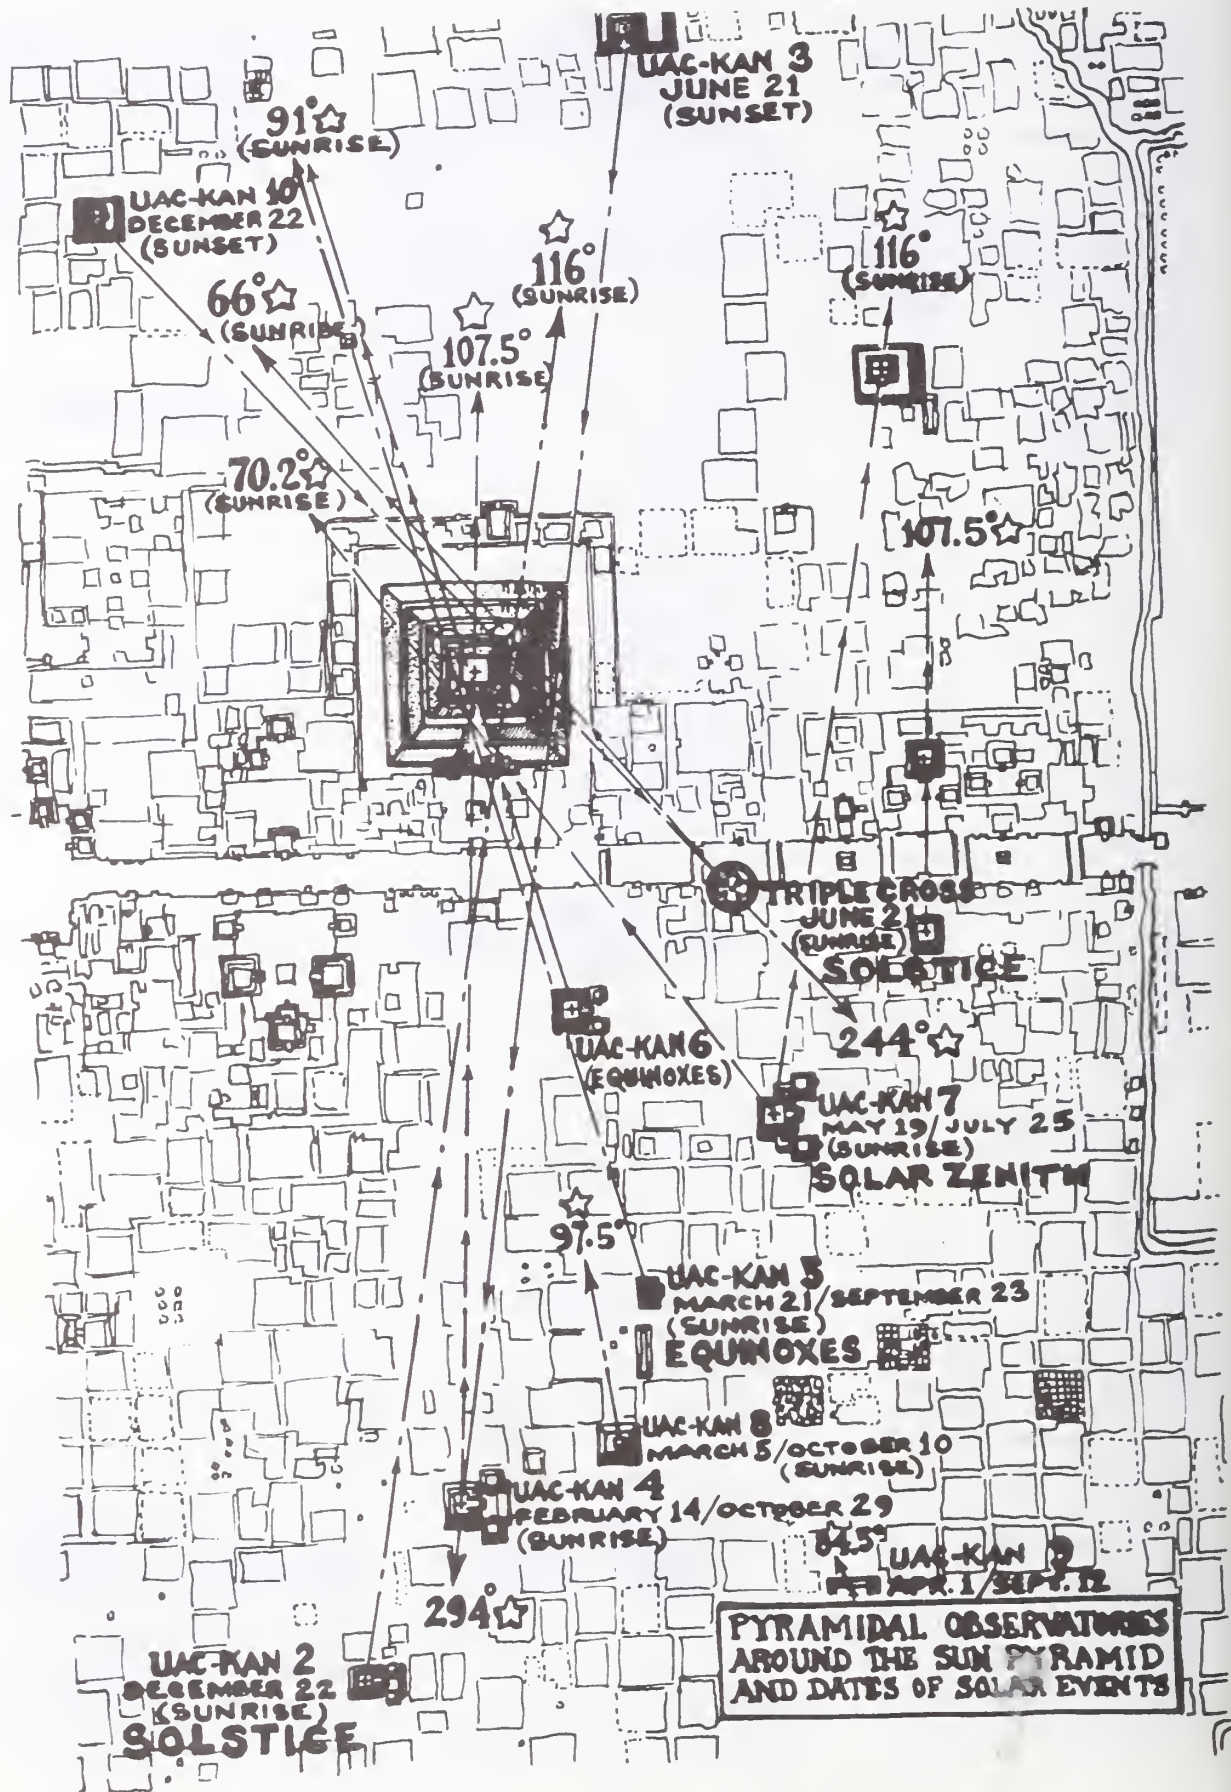 UAC-KAN 3
JUNE 21
(SUNSET)
91°
(SUNRISE)
UAC-KAN 10
DECEMBER 22
(SUNSET)
116°
(SUNRISE)
116°
(SUNRISE)
66°
(SUNRISE)
107.5°
(SUNRISE)
70.2°
(SUNRISE)
107.5°
TRIPLE CROSS
JUNE 21
(SUNRISE)
SOLSTICE
244°
UAC-KAN 6
(EQUINOXES)
UAC-KAN 7
MAY 19/JULY 25
(SUNRISE)
SOLAR ZENITH
97.5°
UAC-KAN 5
MARCH 21/SEPTEMBER 23
(SUNRISE)
EQUINOXES
UAC-KAN 8
MARCH 5/OCTOBER 10
(SUNRISE)
UAC-KAN 4
FEBRUARY 14/OCTOBER 29
(SUNRISE)
84.5°
UAC-KAN 9
APR. 1/SEPT. 12
294°
UAC-KAN 2
DECEMBER 22
(SUNRISE)
SOLSTICE
PYRAMIDAL OBSERVATORIES
AROUND THE SUN PYRAMID
AND DATES OF SOLAR EVENTS